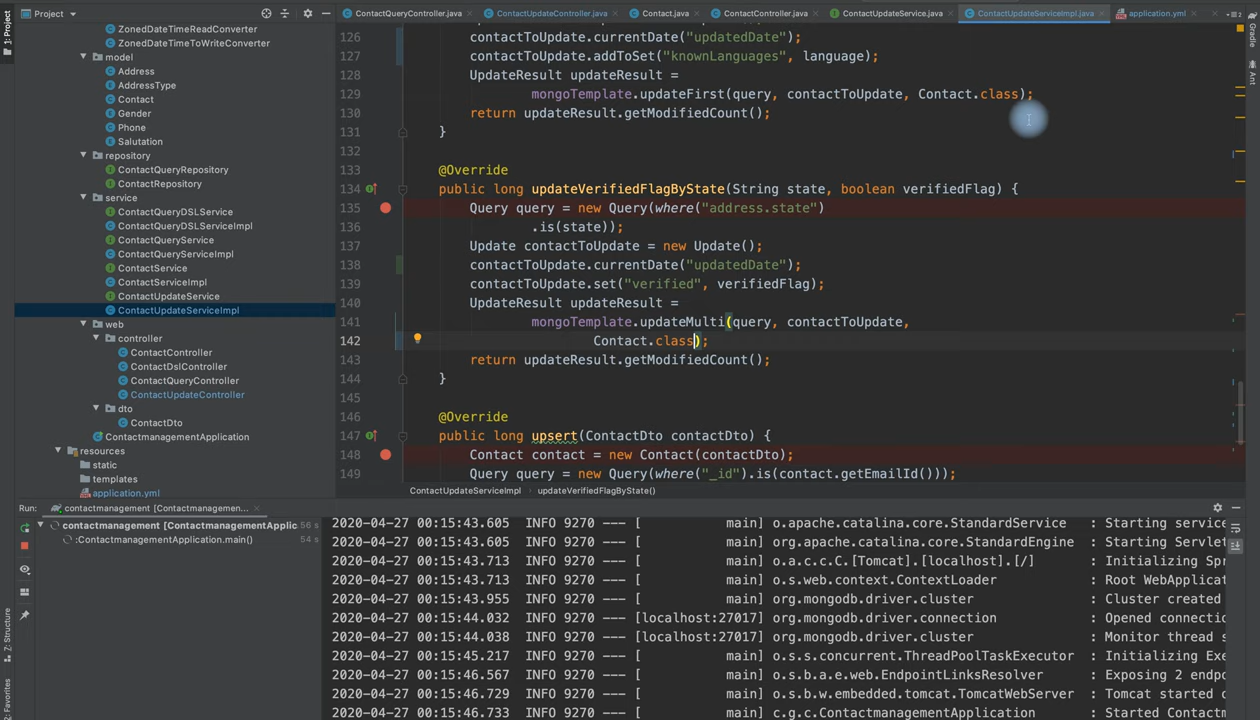 Project
ContactQueryController.java
ContactUpdateController.java
Contact.java
ContactController.java
ContactUpdateService.java
ContactUpdateServiceImpl.java
application.yml
1: Project
ZonedDateTimeReadConverter
ZonedDateTimeToWriteConverter
model
Address
AddressType
Contact
Gender
Phone
Salutation
repository
ContactQueryRepository
ContactRepository
service
ContactQueryDSLService
ContactQueryDSLServiceImpl
ContactQueryService
ContactQueryServiceImpl
ContactService
ContactServiceImpl
ContactUpdateService
ContactUpdateServiceImpl
web
controller
ContactController
ContactDslController
ContactQueryController
ContactUpdateController
dto
ContactDto
ContactmanagementApplication
resources
static
templates
application.yml
126 contactToUpdate.currentDate("updatedDate");
127 contactToUpdate.addToSet("knownLanguages", language);
128 UpdateResult updateResult =
129 mongoTemplate.updateFirst(query, contactToUpdate, Contact.class);
130 return updateResult.getModifiedCount();
131 }
132
133 @Override
134 public long updateVerifiedFlagByState(String state, boolean verifiedFlag) {
135 Query query = new Query(where("address.state")
136 .is(state));
137 Update contactToUpdate = new Update();
138 contactToUpdate.currentDate("updatedDate");
139 contactToUpdate.set("verified", verifiedFlag);
140 UpdateResult updateResult =
141 mongoTemplate.updateMulti(query, contactToUpdate,
142 Contact.class);
143 return updateResult.getModifiedCount();
144 }
145
146 @Override
147 public long upsert(ContactDto contactDto) {
148 Contact contact = new Contact(contactDto);
149 Query query = new Query(where("_id").is(contact.getEmailId()));
ContactUpdateServiceImpl
updateVerifiedFlagByState()
Gradle
Ant
Run: contactmanagement [Contactmanagemen...
contactmanagement [ContactmanagementApplic 56 s
:ContactmanagementApplication.main() 54 s
7: Structure
2: Favorites
2020-04-27 00:15:43.605 INFO 9270 --- [ main] o.apache.catalina.core.StandardService : Starting service
2020-04-27 00:15:43.605 INFO 9270 --- [ main] org.apache.catalina.core.StandardEngine : Starting Servlet
2020-04-27 00:15:43.713 INFO 9270 --- [ main] o.a.c.c.C.[Tomcat].[localhost].[/] : Initializing Spr
2020-04-27 00:15:43.713 INFO 9270 --- [ main] o.s.web.context.ContextLoader : Root WebApplicat
2020-04-27 00:15:43.955 INFO 9270 --- [ main] org.mongodb.driver.cluster : Cluster created
2020-04-27 00:15:44.032 INFO 9270 --- [localhost:27017] org.mongodb.driver.connection : Opened connectio
2020-04-27 00:15:44.038 INFO 9270 --- [localhost:27017] org.mongodb.driver.cluster : Monitor thread s
2020-04-27 00:15:45.217 INFO 9270 --- [ main] o.s.s.concurrent.ThreadPoolTaskExecutor : Initializing Exe
2020-04-27 00:15:46.567 INFO 9270 --- [ main] o.s.b.a.e.web.EndpointLinksResolver : Exposing 2 endpo
2020-04-27 00:15:46.729 INFO 9270 --- [ main] o.s.b.w.embedded.tomcat.TomcatWebServer : Tomcat started o
2020-04-27 00:15:46.733 INFO 9270 --- [ main] c.g.c.ContactmanagementApplication : Started Contactm